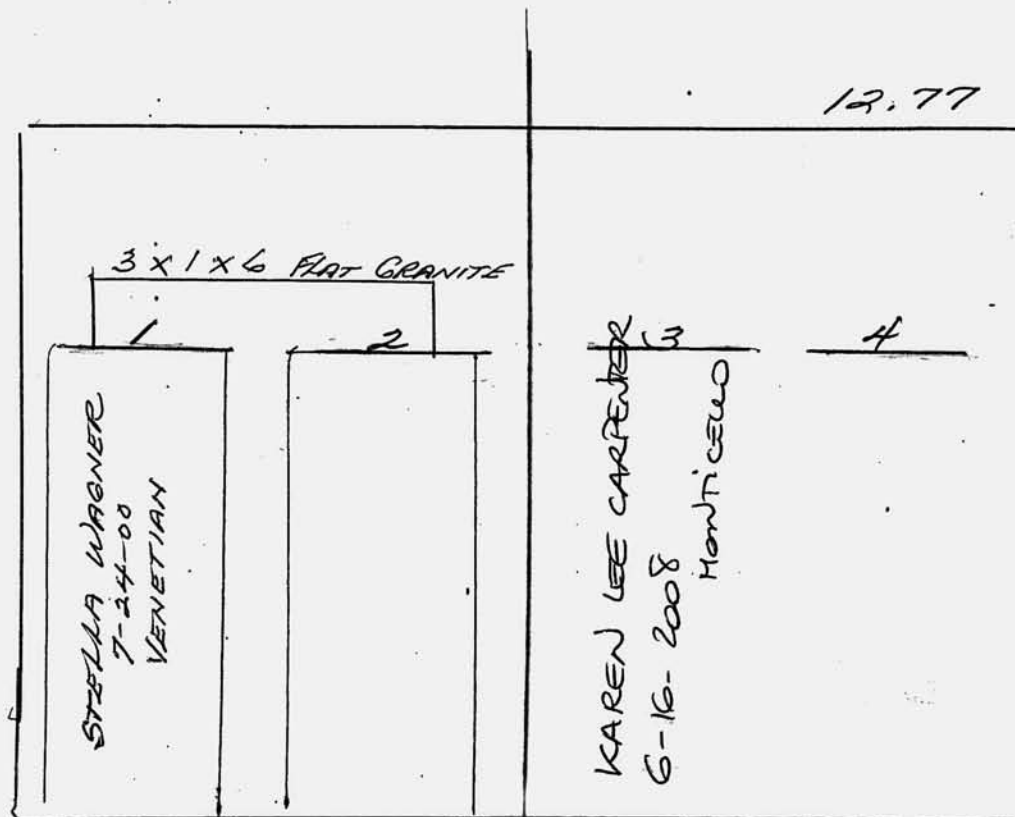 12.77
3 X 1 X 6 FLAT GRANITE
1
2
3
4
STELLA WAGNER
7-24-00
VENETIAN
KAREN LEE CARPENTER
6-16-2008
MONTICELLO